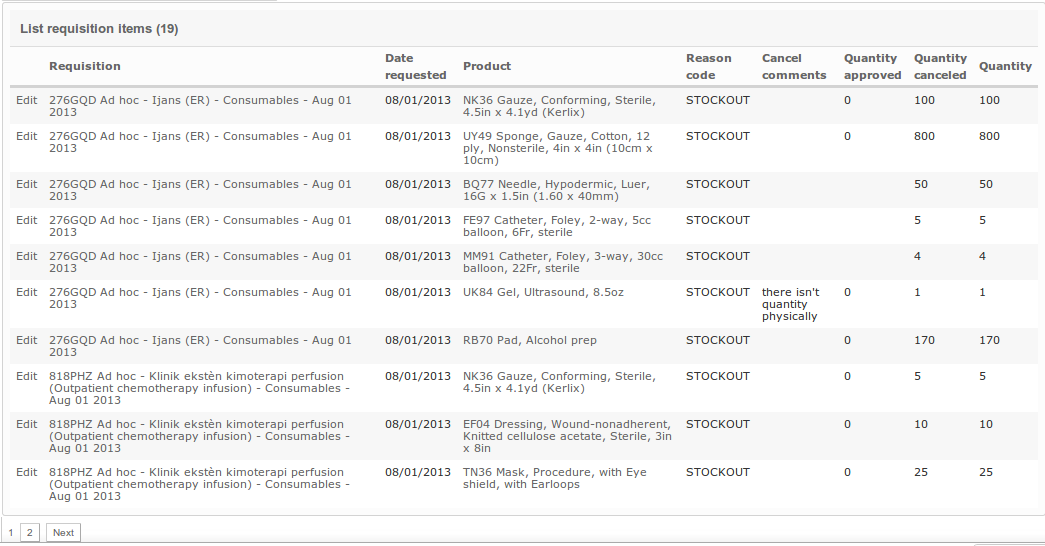 List requisition items (19)
Requisition Date requested Product Reason code Cancel comments Quantity approved Quantity canceled Quantity
Edit 276GQD Ad hoc - Ijans (ER) - Consumables - Aug 01 2013 08/01/2013 NK36 Gauze, Conforming, Sterile, 4.5in x 4.1yd (Kerlix) STOCKOUT 0 100 100
Edit 276GQD Ad hoc - Ijans (ER) - Consumables - Aug 01 2013 08/01/2013 UY49 Sponge, Gauze, Cotton, 12 ply, Nonsterile, 4in x 4in (10cm x 10cm) STOCKOUT 0 800 800
Edit 276GQD Ad hoc - Ijans (ER) - Consumables - Aug 01 2013 08/01/2013 BQ77 Needle, Hypodermic, Luer, 16G x 1.5in (1.60 x 40mm) STOCKOUT 50 50
Edit 276GQD Ad hoc - Ijans (ER) - Consumables - Aug 01 2013 08/01/2013 FE97 Catheter, Foley, 2-way, 5cc balloon, 6Fr, sterile STOCKOUT 5 5
Edit 276GQD Ad hoc - Ijans (ER) - Consumables - Aug 01 2013 08/01/2013 MM91 Catheter, Foley, 3-way, 30cc balloon, 22Fr, sterile STOCKOUT 4 4
Edit 276GQD Ad hoc - Ijans (ER) - Consumables - Aug 01 2013 08/01/2013 UK84 Gel, Ultrasound, 8.5oz STOCKOUT there isn't quantity physically 0 1 1
Edit 276GQD Ad hoc - Ijans (ER) - Consumables - Aug 01 2013 08/01/2013 RB70 Pad, Alcohol prep STOCKOUT 0 170 170
Edit 818PHZ Ad hoc - Klinik ekstèn kimoterapi perfusion (Outpatient chemotherapy infusion) - Consumables - Aug 01 2013 08/01/2013 NK36 Gauze, Conforming, Sterile, 4.5in x 4.1yd (Kerlix) STOCKOUT 0 5 5
Edit 818PHZ Ad hoc - Klinik ekstèn kimoterapi perfusion (Outpatient chemotherapy infusion) - Consumables - Aug 01 2013 08/01/2013 EF04 Dressing, Wound-nonadherent, Knitted cellulose acetate, Sterile, 3in x 8in STOCKOUT 0 10 10
Edit 818PHZ Ad hoc - Klinik ekstèn kimoterapi perfusion (Outpatient chemotherapy infusion) - Consumables - Aug 01 2013 08/01/2013 TN36 Mask, Procedure, with Eye shield, with Earloops STOCKOUT 0 25 25
1 2 Next